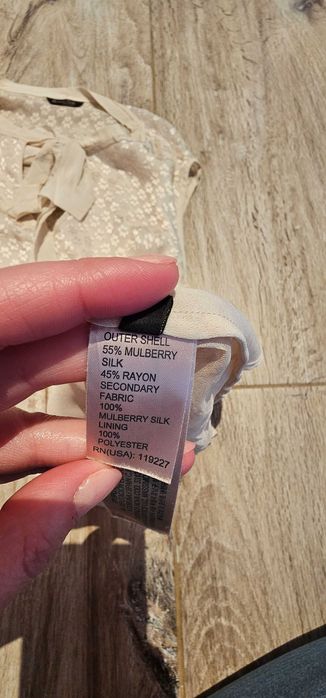 OUTER SHELL
55% MULBERRY
SILK
45% RAYON
SECONDARY
FABRIC
100%
MULBERRY SILK
LINING
100%
POLYESTER
RN(USA): 119227